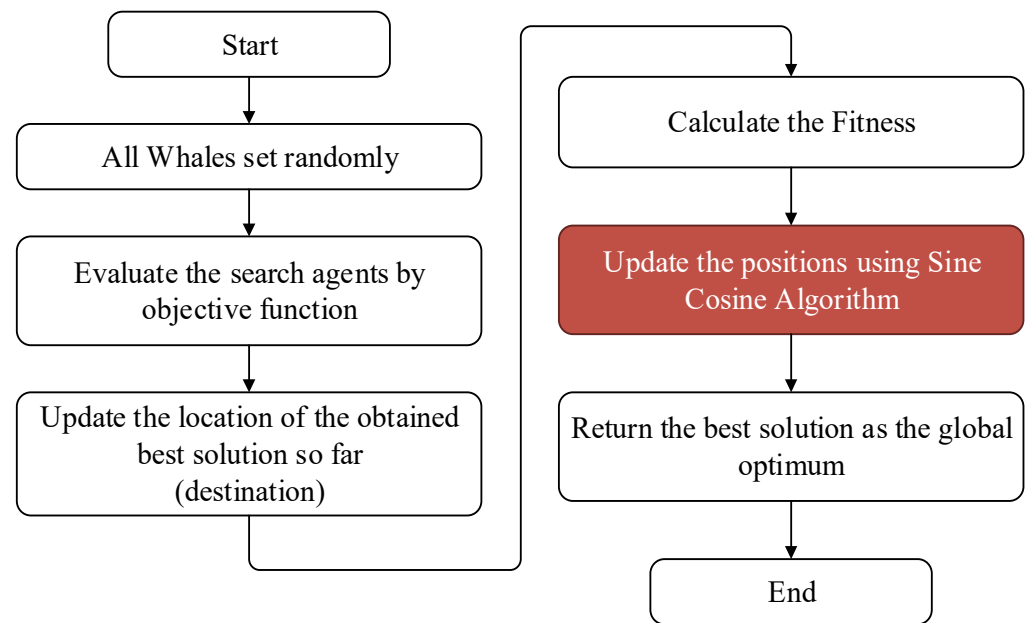 Start
All Whales set randomly
Evaluate the search agents by
objective function
Update the location of the obtained
best solution so far
(destination)
Calculate the Fitness
Update the positions using Sine
Cosine Algorithm
Return the best solution as the global
optimum
End